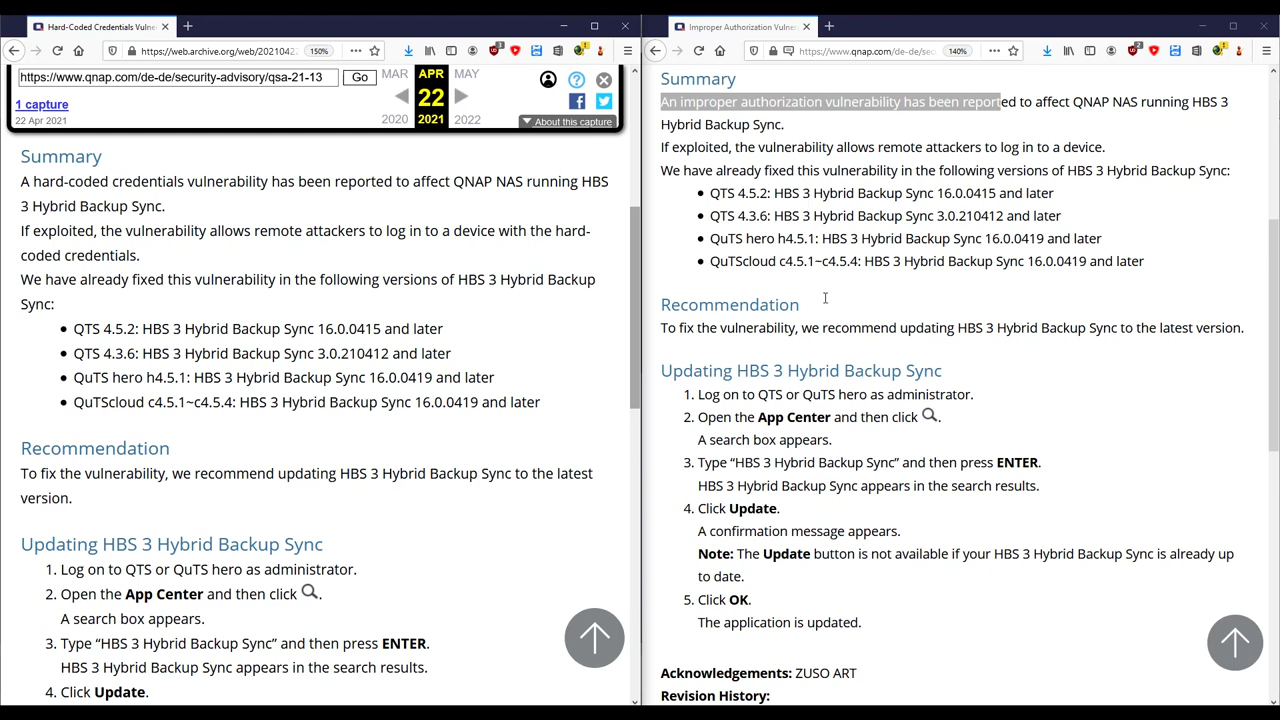 Hard-Coded Credentials Vulne
https://web.archive.org/web/2021042
150%
https://www.qnap.com/de-de/security-advisory/qsa-21-13
Go
MAR
APR
MAY
22
2020
2021
2022
1 capture
22 Apr 2021
About this capture
Summary
A hard-coded credentials vulnerability has been reported to affect QNAP NAS running HBS
3 Hybrid Backup Sync.
If exploited, the vulnerability allows remote attackers to log in to a device with the hard-
coded credentials.
We have already fixed this vulnerability in the following versions of HBS 3 Hybrid Backup
Sync:
QTS 4.5.2: HBS 3 Hybrid Backup Sync 16.0.0415 and later
QTS 4.3.6: HBS 3 Hybrid Backup Sync 3.0.210412 and later
QuTS hero h4.5.1: HBS 3 Hybrid Backup Sync 16.0.0419 and later
QuTScloud c4.5.1~c4.5.4: HBS 3 Hybrid Backup Sync 16.0.0419 and later
Recommendation
To fix the vulnerability, we recommend updating HBS 3 Hybrid Backup Sync to the latest
version.
Updating HBS 3 Hybrid Backup Sync
1. Log on to QTS or QuTS hero as administrator.
2. Open the App Center and then click .
A search box appears.
3. Type “HBS 3 Hybrid Backup Sync” and then press ENTER.
HBS 3 Hybrid Backup Sync appears in the search results.
4. Click Update.
Improper Authorization Vulner
https://www.qnap.com/de-de/sec
140%
Summary
An improper authorization vulnerability has been reported to affect QNAP NAS running HBS 3
Hybrid Backup Sync.
If exploited, the vulnerability allows remote attackers to log in to a device.
We have already fixed this vulnerability in the following versions of HBS 3 Hybrid Backup Sync:
QTS 4.5.2: HBS 3 Hybrid Backup Sync 16.0.0415 and later
QTS 4.3.6: HBS 3 Hybrid Backup Sync 3.0.210412 and later
QuTS hero h4.5.1: HBS 3 Hybrid Backup Sync 16.0.0419 and later
QuTScloud c4.5.1~c4.5.4: HBS 3 Hybrid Backup Sync 16.0.0419 and later
Recommendation
To fix the vulnerability, we recommend updating HBS 3 Hybrid Backup Sync to the latest version.
Updating HBS 3 Hybrid Backup Sync
1. Log on to QTS or QuTS hero as administrator.
2. Open the App Center and then click .
A search box appears.
3. Type “HBS 3 Hybrid Backup Sync” and then press ENTER.
HBS 3 Hybrid Backup Sync appears in the search results.
4. Click Update.
A confirmation message appears.
Note: The Update button is not available if your HBS 3 Hybrid Backup Sync is already up
to date.
5. Click OK.
The application is updated.
Acknowledgements: ZUSO ART
Revision History: